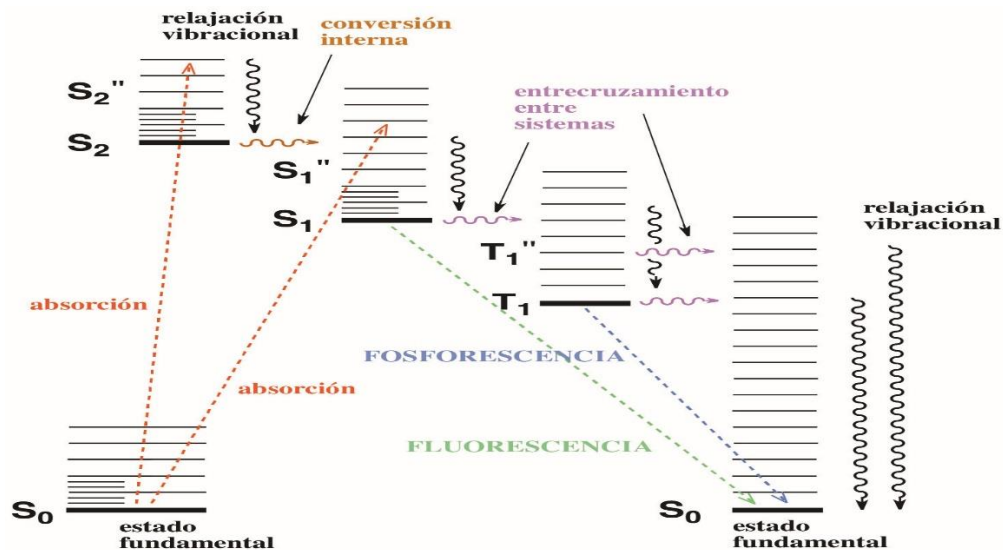 relajación
vibracional
conversión
interna
S2''
S2
entrecruzamiento
entre
sistemas
S1''
S1
relajación
vibracional
T1''
T1
absorción
FOSFORESCENCIA
absorción
FLUORESCENCIA
S0
estado
fundamental
S0
estado
fundamental